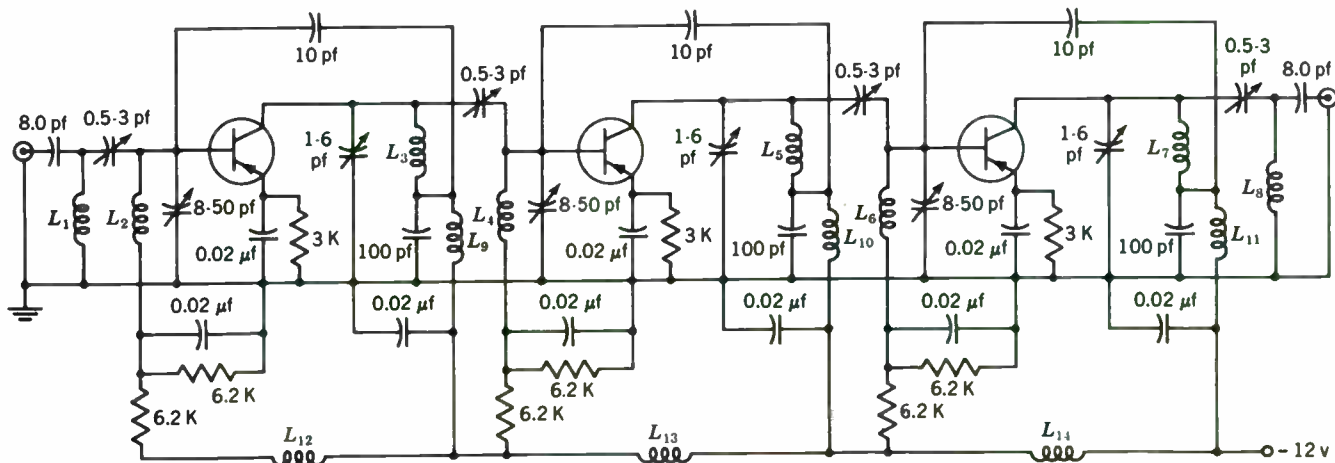 10 pf
10 pf
10 pf
0.5-3 pf
0.5-3 pf
0.5-3
pf
8.0 pf
8.0 pf
0.5-3 pf
1-6
pf
L3
1-6
pf
L5
1-6
pf
L7
L1
L2
8-50 pf
0.02 µf
3 K
100 pf
L9
L4
8-50 pf
0.02 µf
3 K
100 pf
L10
L6
8-50 pf
0.02 µf
3 K
100 pf
L11
L8
0.02 µf
0.02 µf
0.02 µf
0.02 µf
0.02 µf
0.02 µf
6.2 K
6.2 K
6.2 K
6.2 K
6.2 K
6.2 K
L12
L13
L14
- 12 v